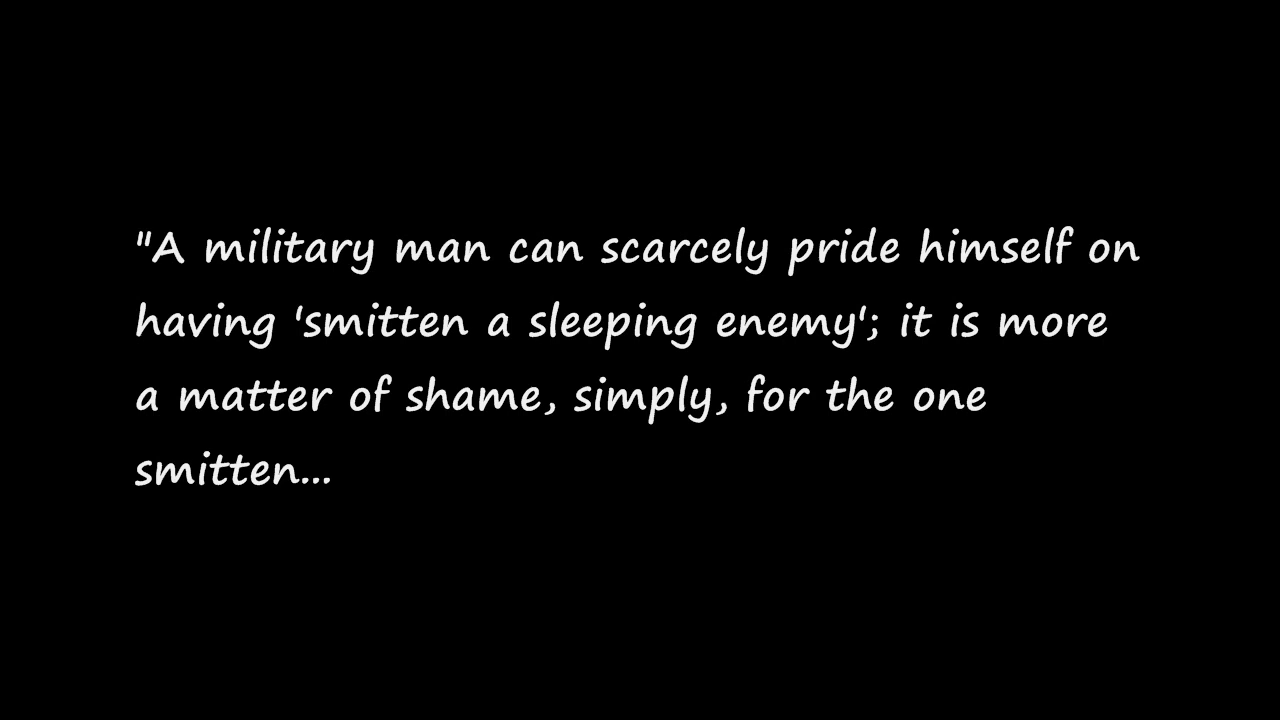 "A military man can scarcely pride himself on
having 'smitten a sleeping enemy'; it is more
a matter of shame, simply, for the one
smitten...